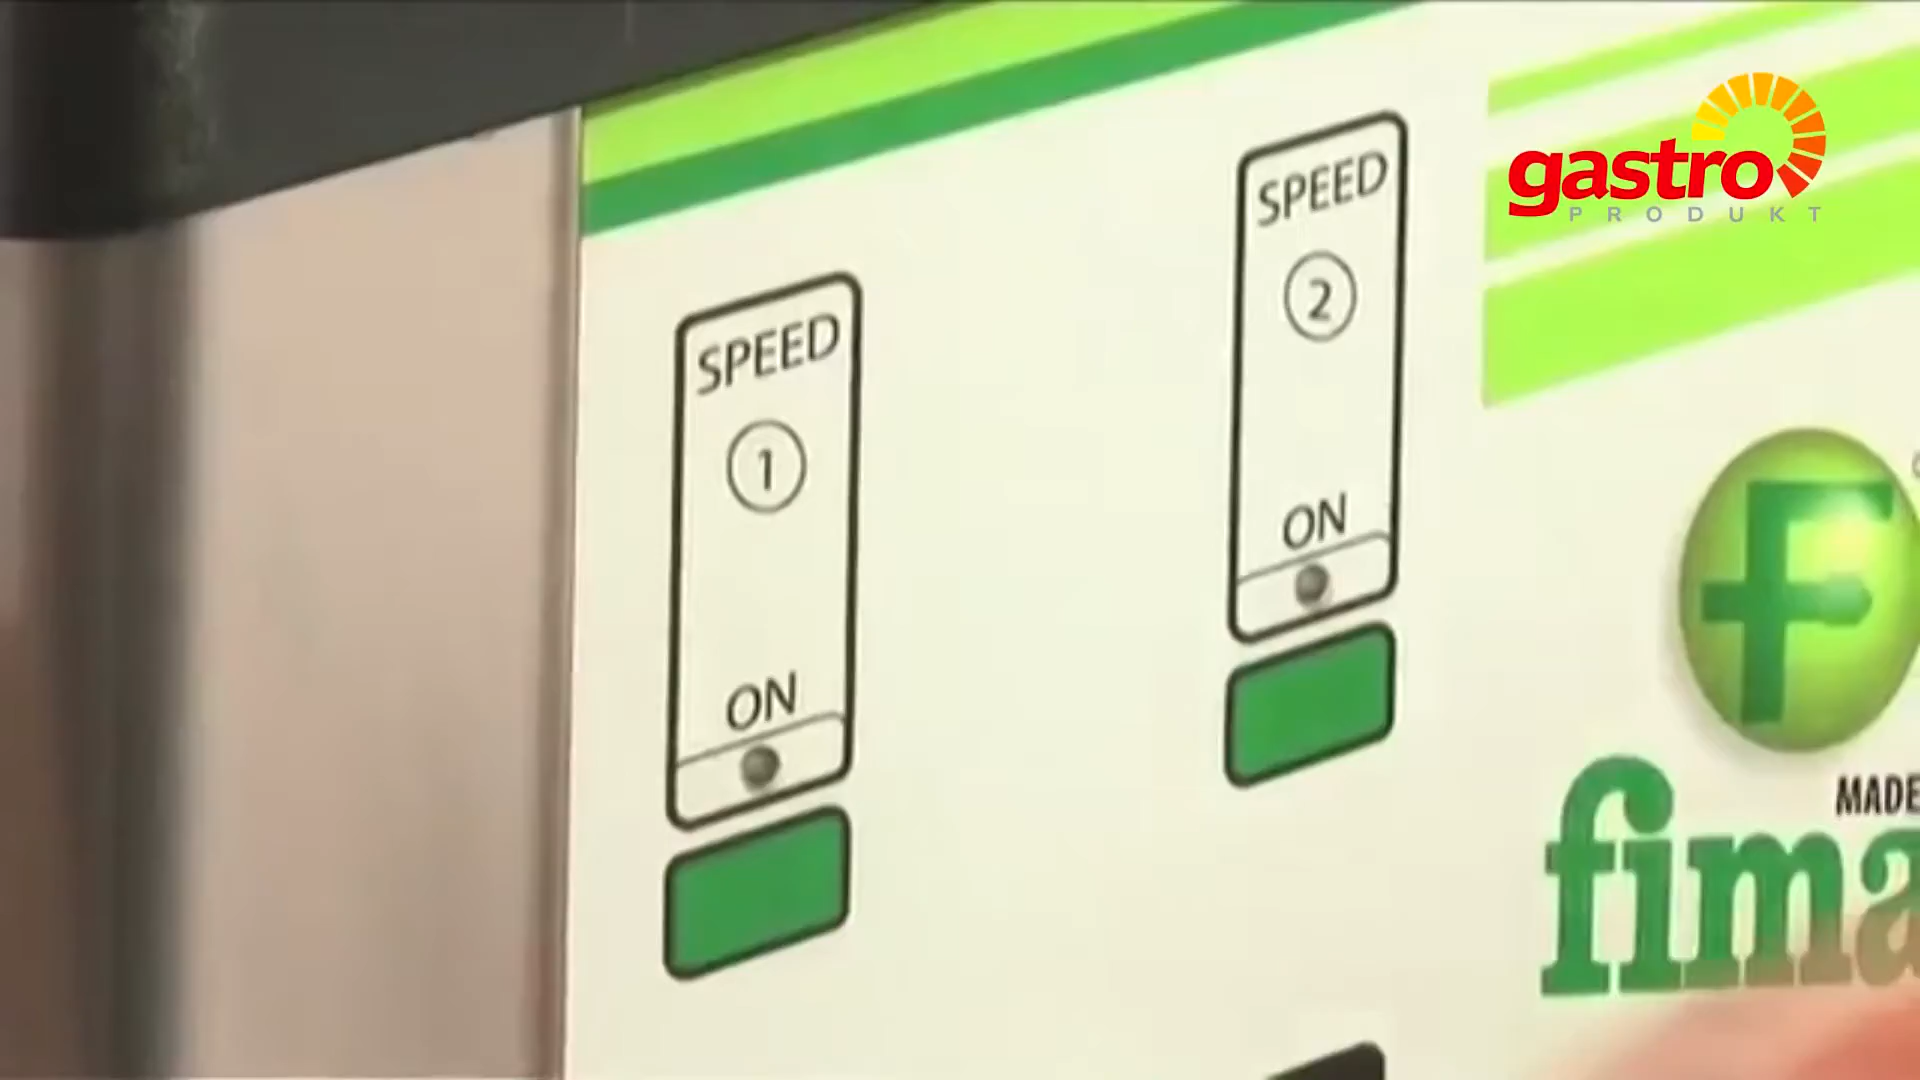 SPEED
1
ON
SPEED
2
ON
gastro
PRODUKT
F
MADE
fima